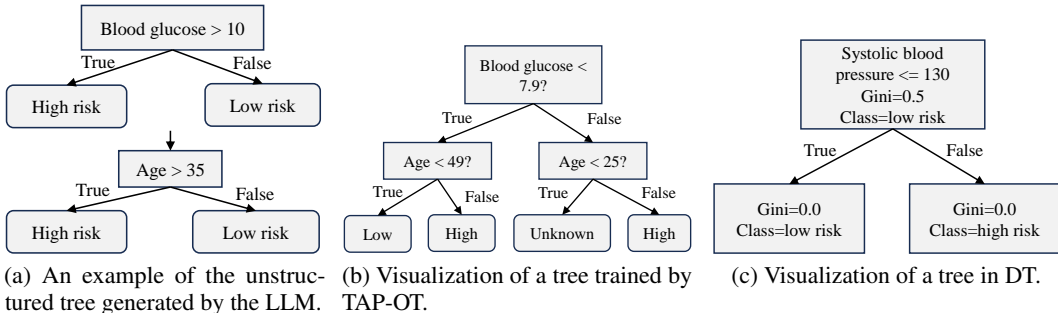 Blood glucose > 10
True
False
High risk
Low risk
Age > 35
True
False
High risk
Low risk
(a) An example of the unstruc-
tured tree generated by the LLM.
Blood glucose <
7.9?
True
False
Age < 49?
Age < 25?
True
False
True
False
Low
High
Unknown
High
(b) Visualization of a tree trained by
TAP-OT.
Systolic blood
pressure <= 130
Gini=0.5
Class=low risk
True
False
Gini=0.0
Class=low risk
Gini=0.0
Class=high risk
(c) Visualization of a tree in DT.